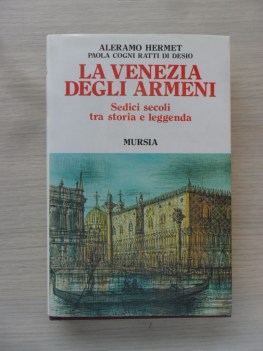 ALERAMO HERMET
PAOLA COGNI RATTI DI DESIO
LA VENEZIA
DEGLI ARMENI
Sedici secoli
tra storia e leggenda
MURSIA